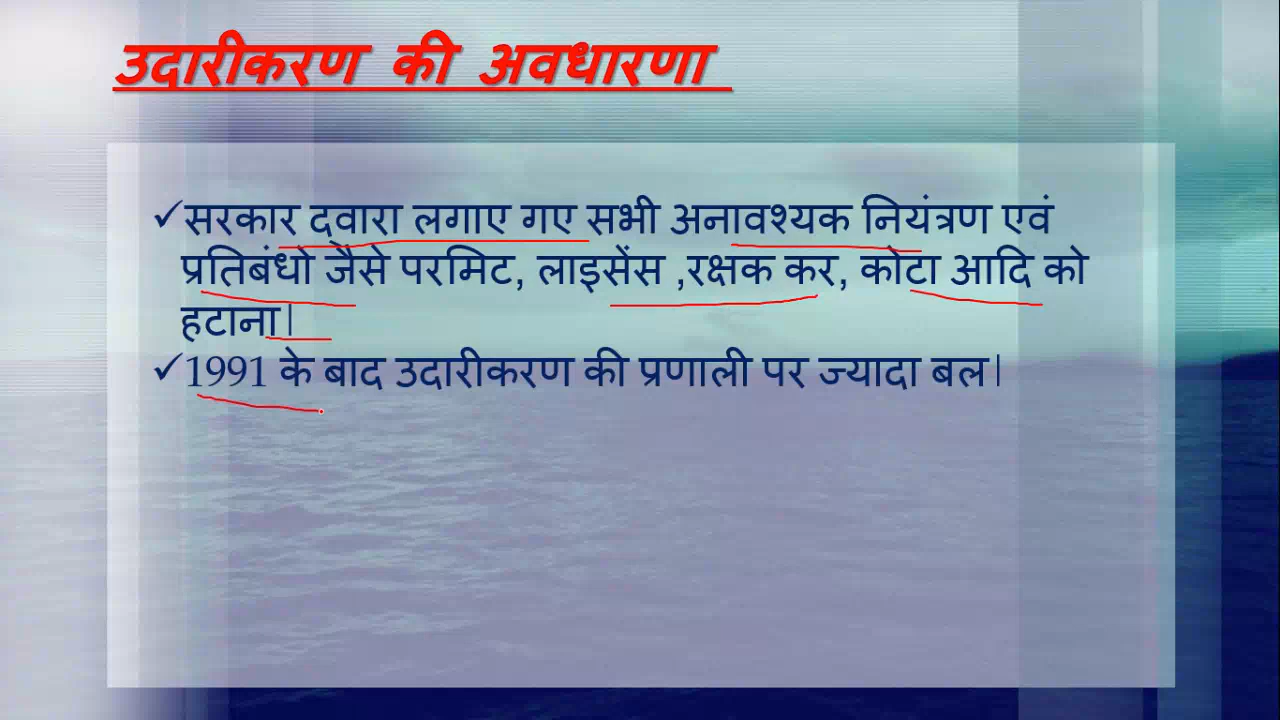 उदारीकरण की अवधारणा
✓सरकार द्वारा लगाए गए सभी अनावश्यक नियंत्रण एवं
प्रतिबंधो जैसे परमिट, लाइसेंस ,रक्षक कर, कोटा आदि को
हटाना।
✓1991 के बाद उदारीकरण की प्रणाली पर ज्यादा बल।